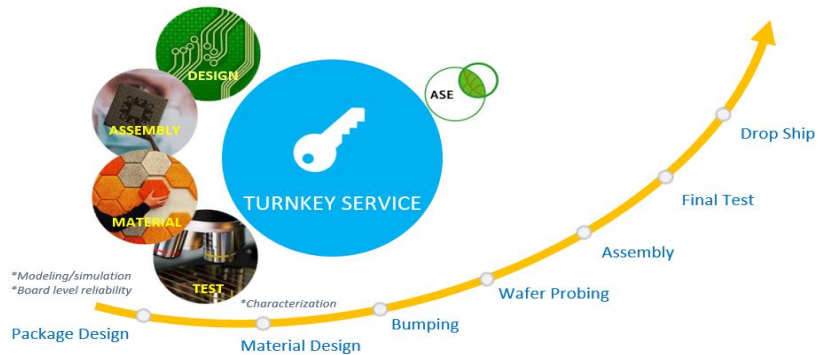 DESIGN
ASE
ASSEMBLY
Drop Ship
TURNKEY SERVICE
Final Test
MATERIAL
Assembly
*Modeling/simulation
*Board level reliability
TEST
*Characterization
Wafer Probing
Bumping
Package Design
Material Design